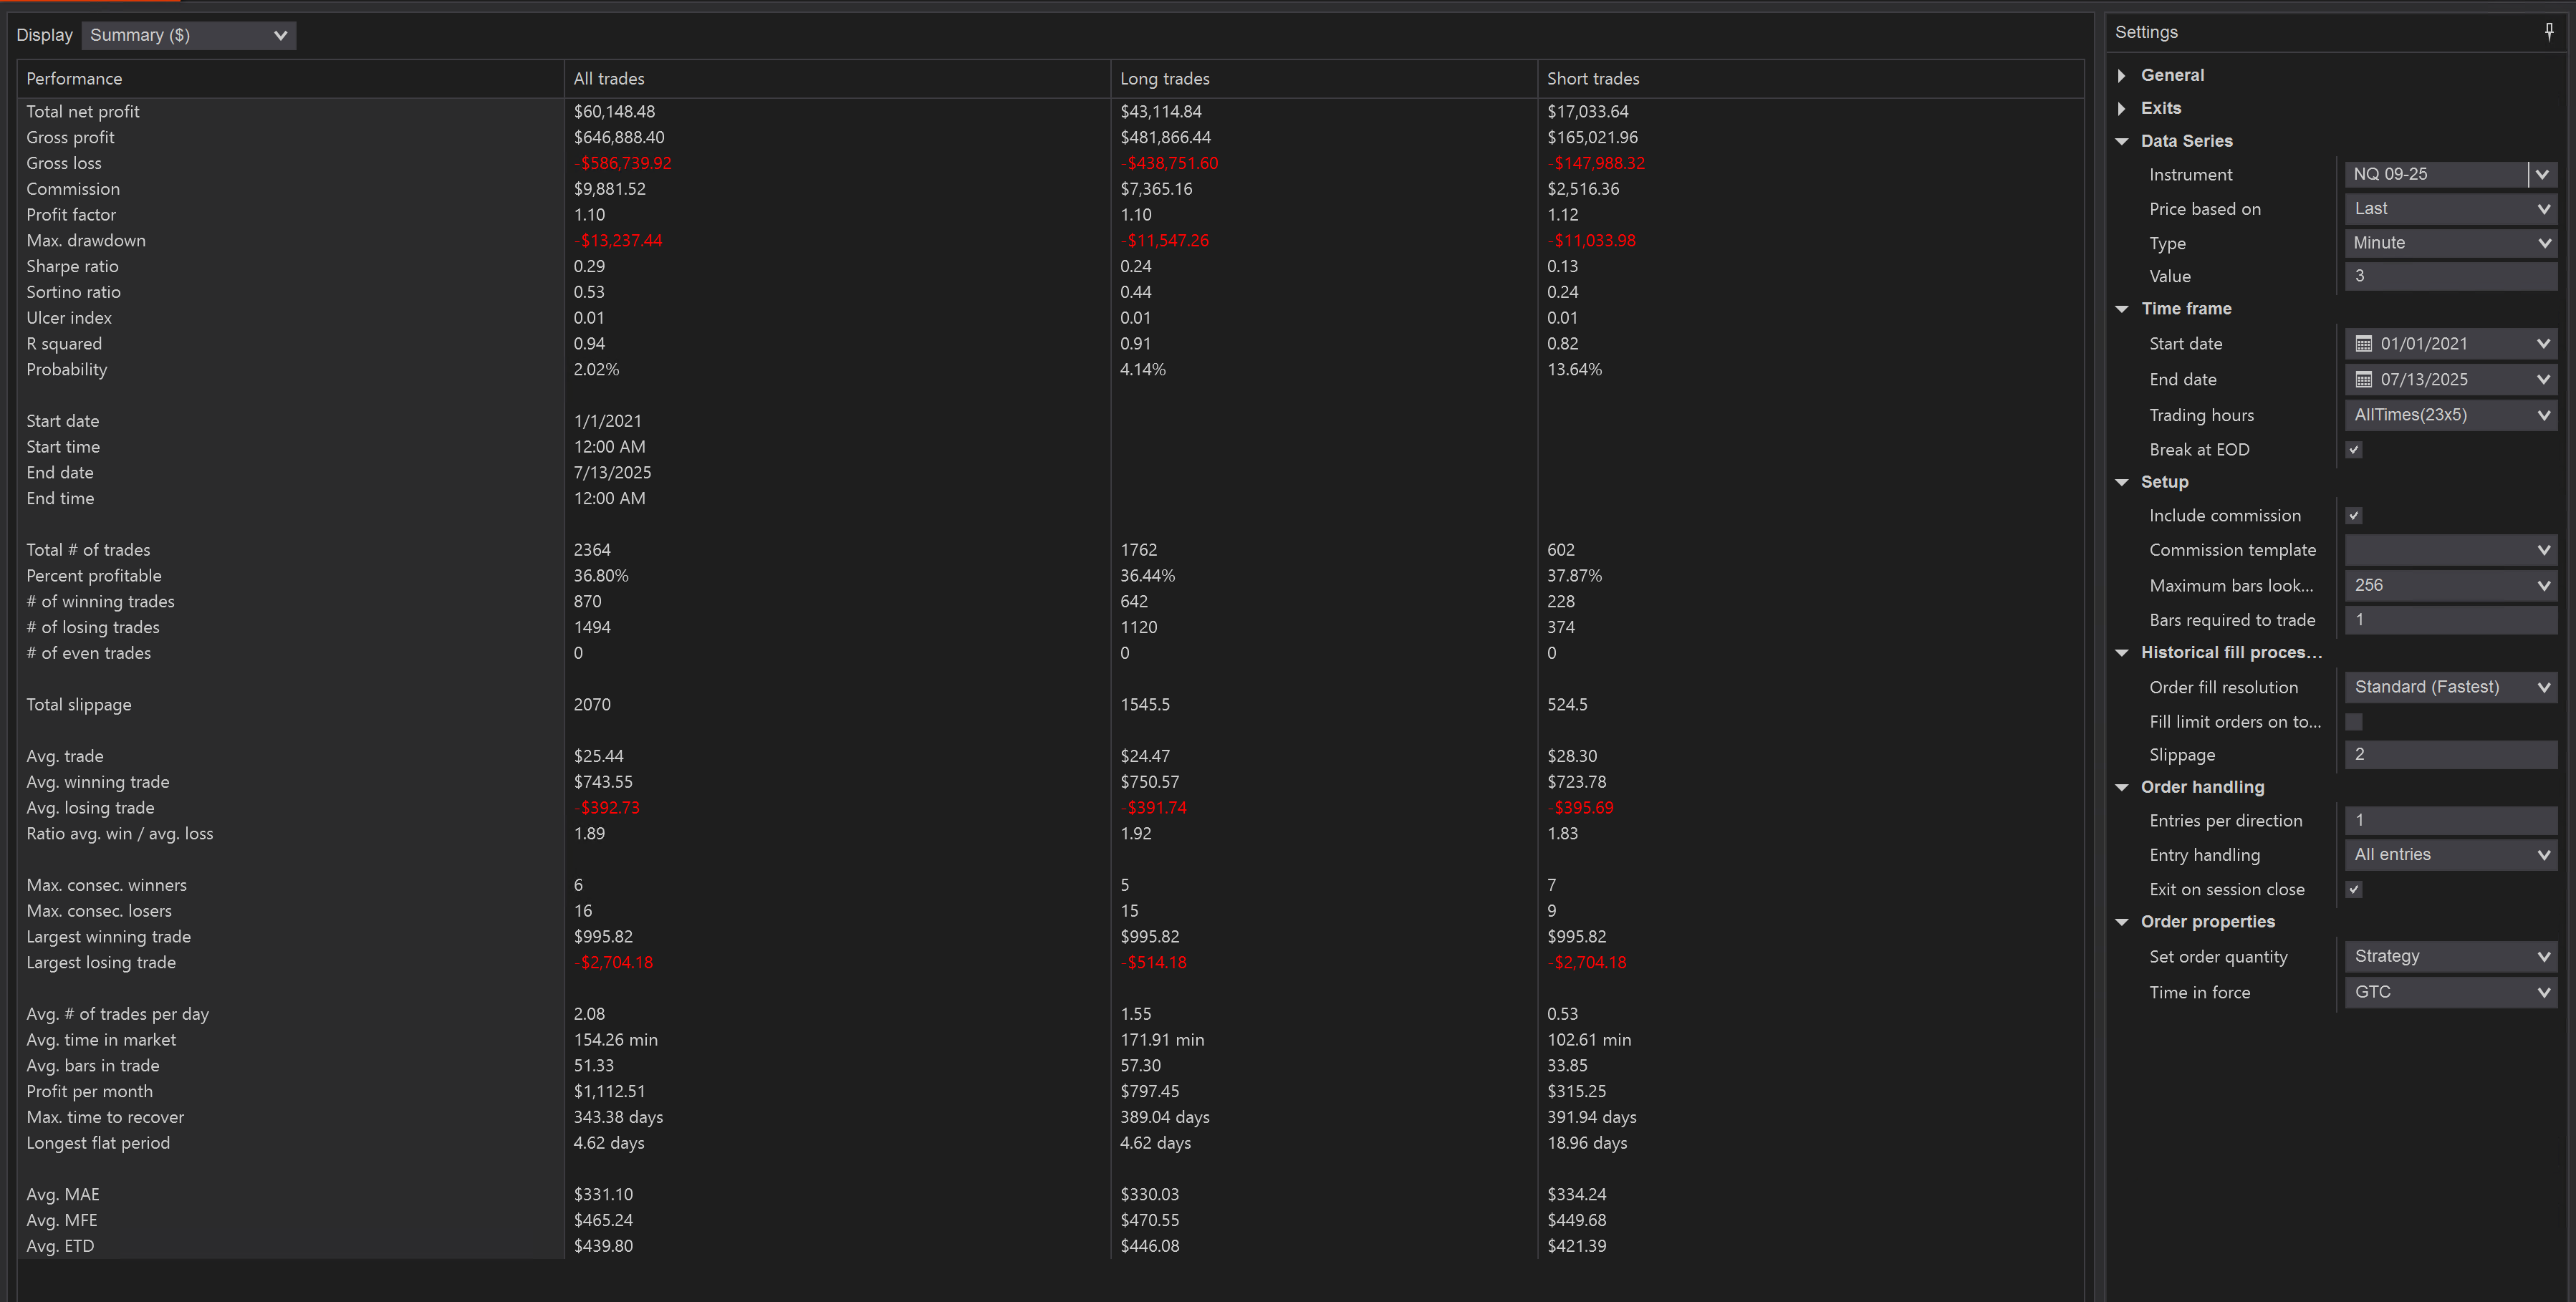 Display Summary ($)
Performance All trades Long trades Short trades
Total net profit $60,148.48 $43,114.84 $17,033.64
Gross profit $646,888.40 $481,866.44 $165,021.96
Gross loss -$586,739.92 -$438,751.60 -$147,988.32
Commission $9,881.52 $7,365.16 $2,516.36
Profit factor 1.10 1.10 1.12
Max. drawdown -$13,237.44 -$11,547.26 -$11,033.98
Sharpe ratio 0.29 0.24 0.13
Sortino ratio 0.53 0.44 0.24
Ulcer index 0.01 0.01 0.01
R squared 0.94 0.91 0.82
Probability 2.02% 4.14% 13.64%
Start date 1/1/2021
Start time 12:00 AM
End date 7/13/2025
End time 12:00 AM
Total # of trades 2364 1762 602
Percent profitable 36.80% 36.44% 37.87%
# of winning trades 870 642 228
# of losing trades 1494 1120 374
# of even trades 0 0 0
Total slippage 2070 1545.5 524.5
Avg. trade $25.44 $24.47 $28.30
Avg. winning trade $743.55 $750.57 $723.78
Avg. losing trade -$392.73 -$391.74 -$395.69
Ratio avg. win / avg. loss 1.89 1.92 1.83
Max. consec. winners 6 5 7
Max. consec. losers 16 15 9
Largest winning trade $995.82 $995.82 $995.82
Largest losing trade -$2,704.18 -$514.18 -$2,704.18
Avg. # of trades per day 2.08 1.55 0.53
Avg. time in market 154.26 min 171.91 min 102.61 min
Avg. bars in trade 51.33 57.30 33.85
Profit per month $1,112.51 $797.45 $315.25
Max. time to recover 343.38 days 389.04 days 391.94 days
Longest flat period 4.62 days 4.62 days 18.96 days
Avg. MAE $331.10 $330.03 $334.24
Avg. MFE $465.24 $470.55 $449.68
Avg. ETD $439.80 $446.08 $421.39
Settings
General
Exits
Data Series
Instrument NQ 09-25
Price based on Last
Type Minute
Value 3
Time frame
Start date 01/01/2021
End date 07/13/2025
Trading hours AllTimes(23x5)
Break at EOD
Setup
Include commission
Commission template
Maximum bars look... 256
Bars required to trade 1
Historical fill proces...
Order fill resolution Standard (Fastest)
Fill limit orders on to...
Slippage 2
Order handling
Entries per direction 1
Entry handling All entries
Exit on session close
Order properties
Set order quantity Strategy
Time in force GTC